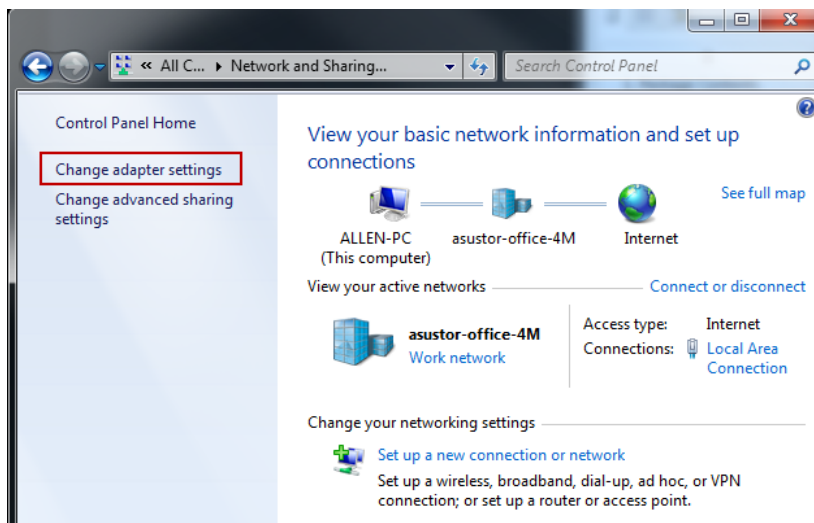 « All C... ▸ Network and Sharing...
Search Control Panel
Control Panel Home
Change adapter settings
Change advanced sharing
settings
View your basic network information and set up
connections
See full map
ALLEN-PC
(This computer)
asustor-office-4M
Internet
View your active networks
Connect or disconnect
asustor-office-4M
Work network
Access type:
Internet
Connections:
Local Area
Connection
Change your networking settings
Set up a new connection or network
Set up a wireless, broadband, dial-up, ad hoc, or VPN
connection; or set up a router or access point.